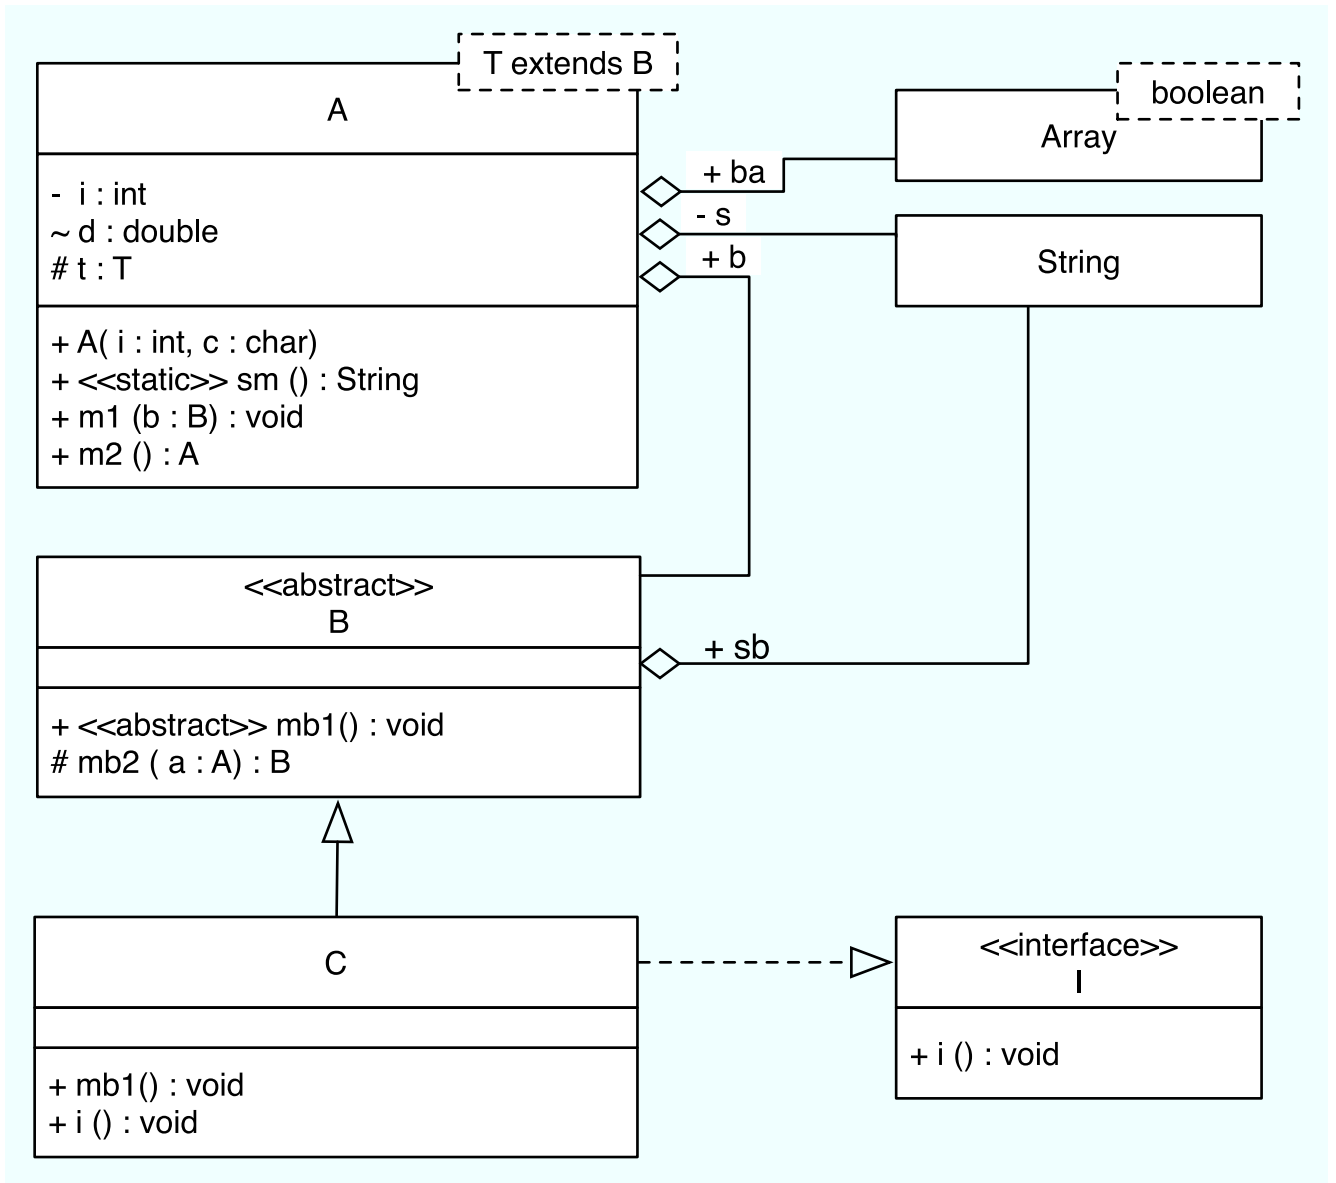 T extends B
A
- i : int
~ d : double
# t : T
+ A( i : int, c : char)
+ <<static>> sm () : String
+ m1 (b : B) : void
+ m2 () : A
+ ba
- s
+ b
boolean
Array
String
<<abstract>>
B
+ <<abstract>> mb1() : void
# mb2 ( a : A) : B
+ sb
C
+ mb1() : void
+ i () : void
<<interface>>
I
+ i () : void